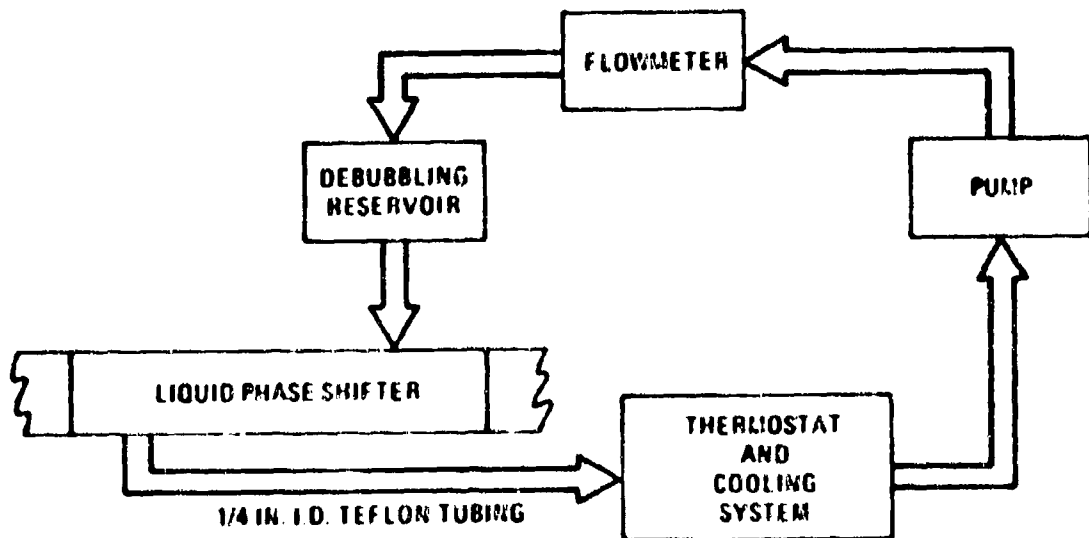 FLOWMETER
DEBUBBLING
RESERVOIR
PUMP
LIQUID PHASE SHIFTER
THERMOSTAT
AND
COOLING
SYSTEM
1/4 IN. I.D. TEFLON TUBING